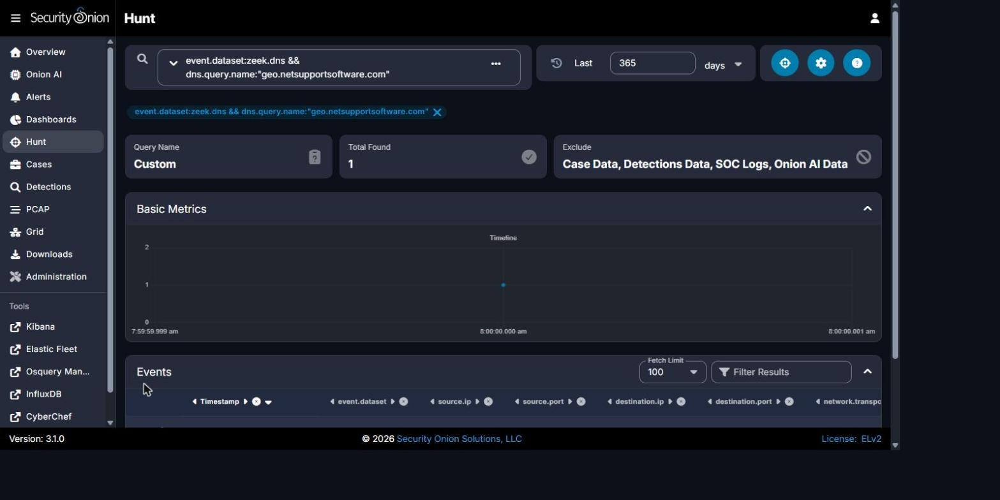 Security Onion
Hunt
Overview
Onion AI
Alerts
Dashboards
Hunt
Cases
Detections
PCAP
Grid
Downloads
Administration
Tools
Kibana
Elastic Fleet
Osquery Man...
InfluxDB
CyberChef
event.dataset:zeek.dns &&
dns.query.name:"geo.netsupportsoftware.com"
Last 365 days
event.dataset:zeek.dns && dns.query.name:"geo.netsupportsoftware.com"
Query Name
Custom
Total Found
1
Exclude
Case Data, Detections Data, SOC Logs, Onion AI Data
Basic Metrics
Timeline
2
1
0
7:59:59.999 am 8:00:00.000 am 8:00:00.001 am
Events
Fetch Limit
100
Filter Results
Timestamp event.dataset source.ip source.port destination.ip destination.port network.transpo
Version: 3.1.0
© 2026 Security Onion Solutions, LLC
License: ELv2